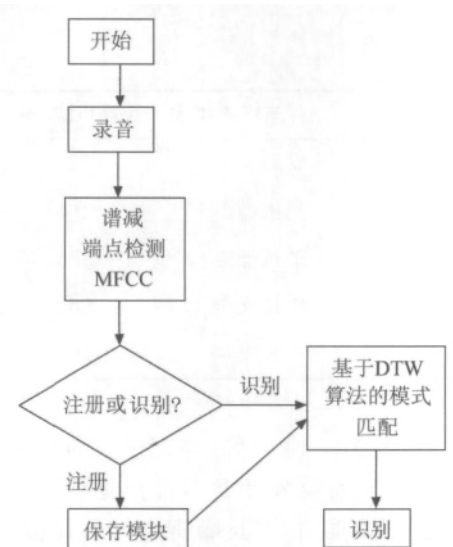 开始
录音
谱减
端点检测
MFCC
注册或识别?
识别
基于DTW
算法的模式
匹配
注册
保存模块
识别